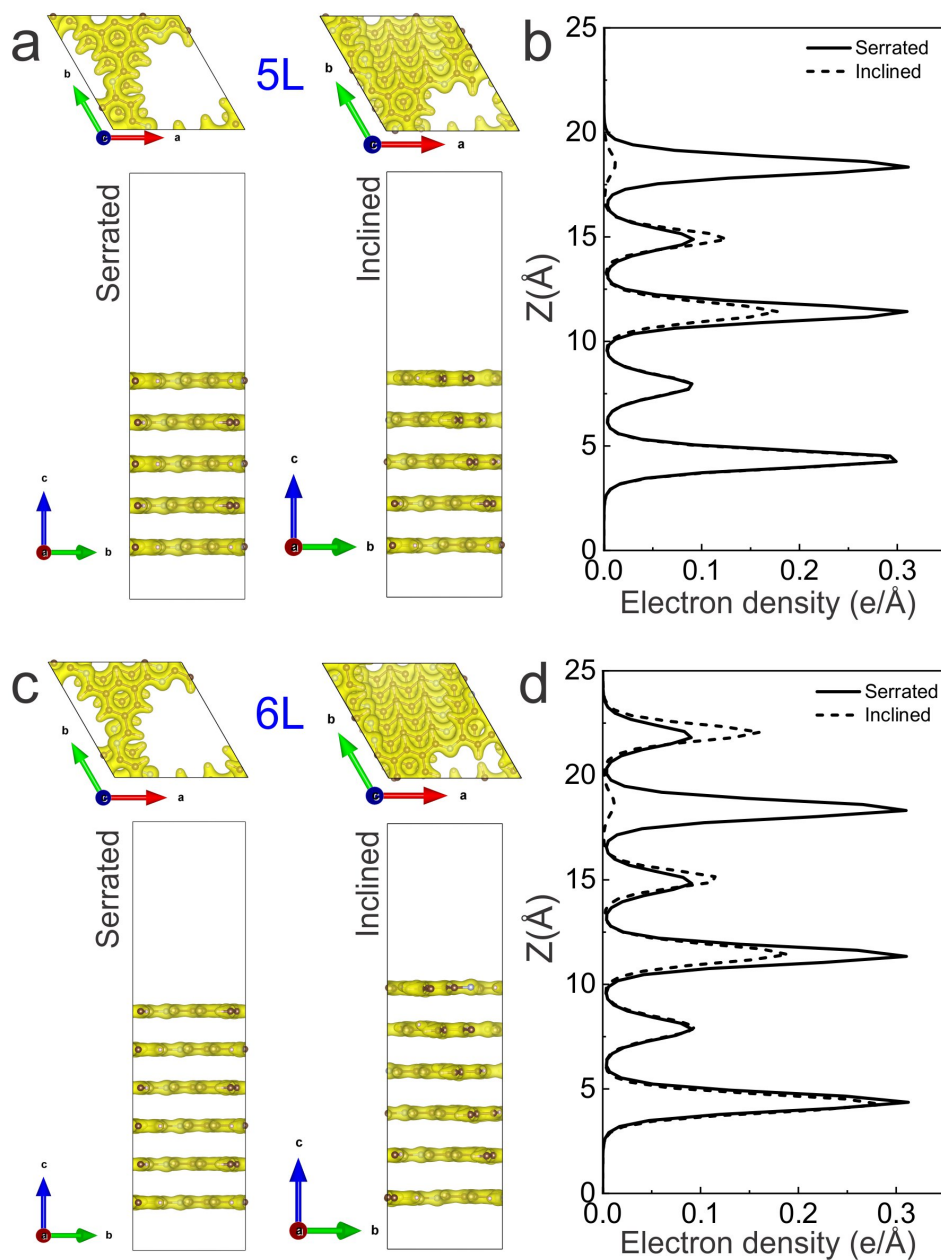 a
5L
b
b
c
a
b
c
a
Serrated
Inclined
c
a
b
c
a
b
Serrated
Inclined
25
20
15
10
5
0
Z(Å)
0.0 0.1 0.2 0.3
Electron density (e/Å)
c
6L
d
b
c
a
b
c
a
Serrated
Inclined
c
a
b
c
a
b
Serrated
Inclined
25
20
15
10
5
0
Z(Å)
0.0 0.1 0.2 0.3
Electron density (e/Å)